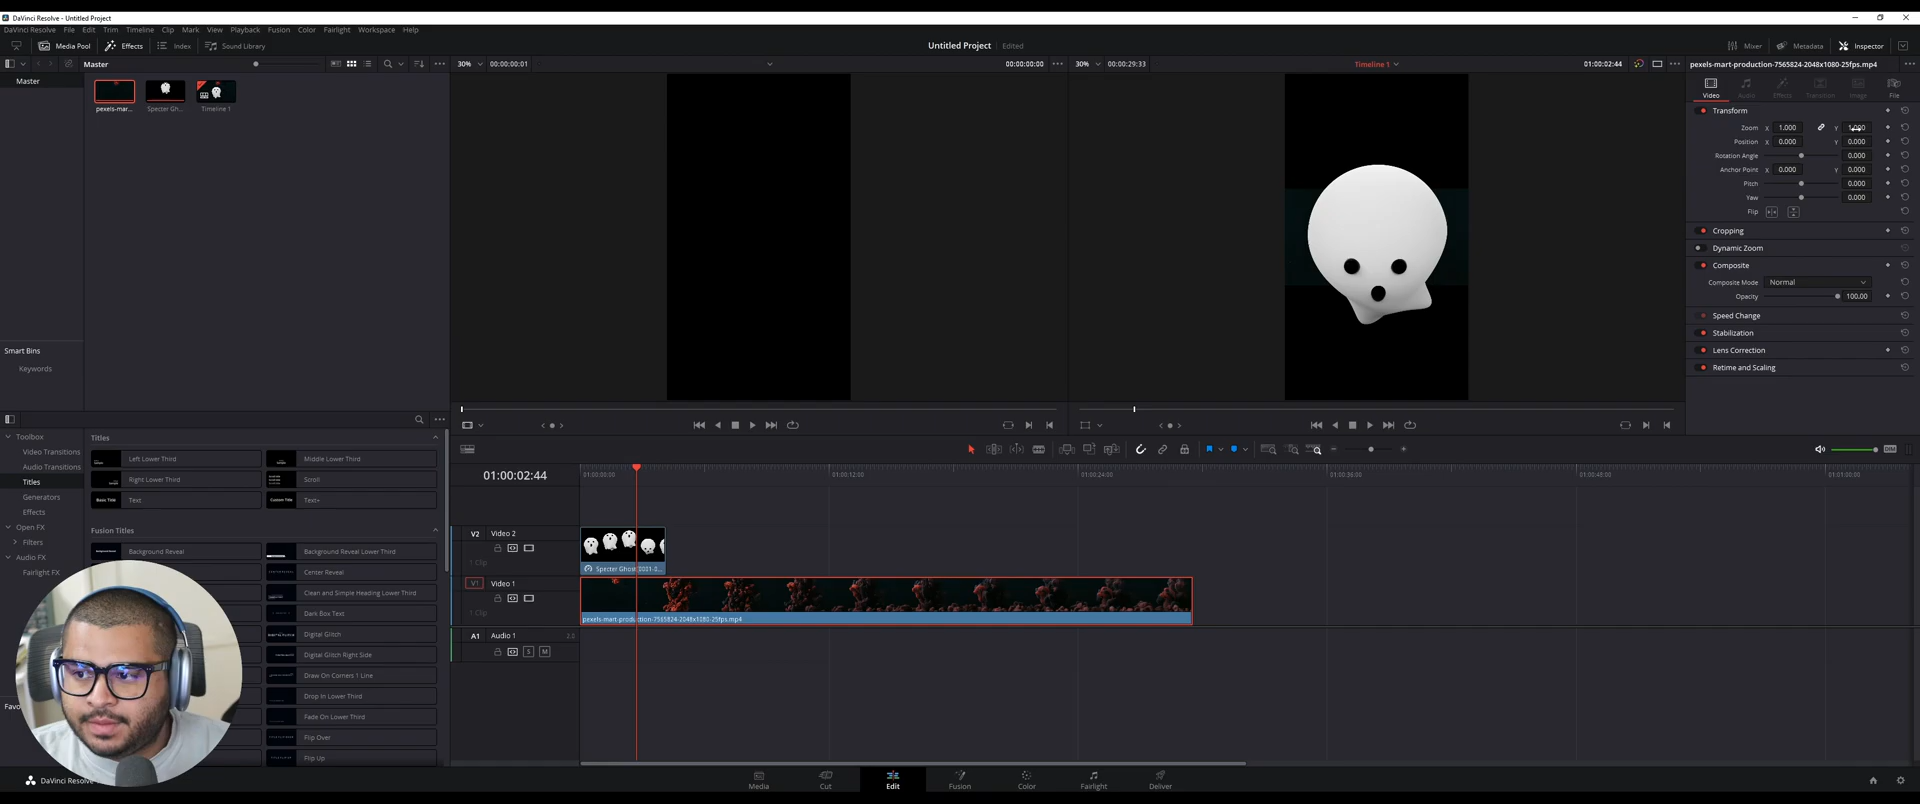 DaVinci Resolve - Untitled Project
DaVinci Resolve File Edit Trim Timeline Clip Mark View Playback Fusion Color Fairlight Workspace Help
Media Pool Effects Index Sound Library Untitled Project Edited Mixer Metadata Inspector
Master 30% 00:00:00:01 00:00:00:00 30% 00:00:29:33 Timeline 1 01:00:02:44 pexels-mart-production-7565824-2048x1080-25fps.mp4
Master
pexels-mar... Specter Gh... Timeline 1
Video Audio Effects Transition Image File
Transform
Zoom X 1.000 Y 1.000
Position X 0.000 Y 0.000
Rotation Angle 0.000
Anchor Point X 0.000 Y 0.000
Pitch 0.000
Yaw 0.000
Flip
Cropping
Dynamic Zoom
Composite
Composite Mode Normal
Opacity 100.00
Speed Change
Stabilization
Lens Correction
Retime and Scaling
Smart Bins
Keywords
Toolbox
Video Transitions
Audio Transitions
Titles
Generators
Effects
Open FX
Filters
Audio FX
Fairlight FX
Favo
Titles
Left Lower Third Middle Lower Third
Right Lower Third Scroll
Basic Title Text Custom Title Text+
Fusion Titles
Background Reveal Background Reveal Lower Third
Center Reveal
Clean and Simple Heading Lower Third
Dark Box Text
Digital Glitch
Digital Glitch Right Side
Draw On Corners 1 Line
Drop In Lower Third
Fade On Lower Third
Flip Over
Flip Up
01:00:02:44 01:00:00:00 01:00:12:00 01:00:24:00 01:00:36:00 01:00:48:00 01:01:00:00
V2 Video 2
1 Clip
V1 Video 1
1 Clip
pexels-mart-production-7565824-2048x1080-25fps.mp4
A1 Audio 1 2.0
S M
DIM
DaVinci Resolve
Media Cut Edit Fusion Color Fairlight Deliver